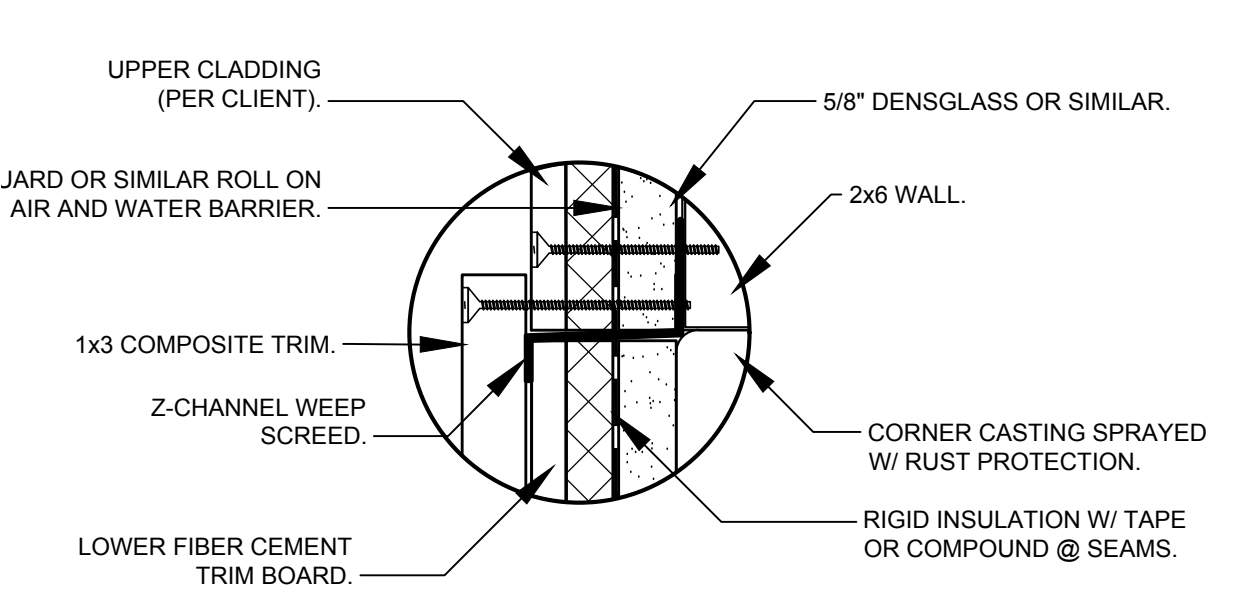 UPPER CLADDING
(PER CLIENT).
JARD OR SIMILAR ROLL ON
AIR AND WATER BARRIER.
1x3 COMPOSITE TRIM.
Z-CHANNEL WEEP
SCREED.
LOWER FIBER CEMENT
TRIM BOARD.
5/8" DENSGLASS OR SIMILAR.
2x6 WALL.
CORNER CASTING SPRAYED
W/ RUST PROTECTION.
RIGID INSULATION W/ TAPE
OR COMPOUND @ SEAMS.